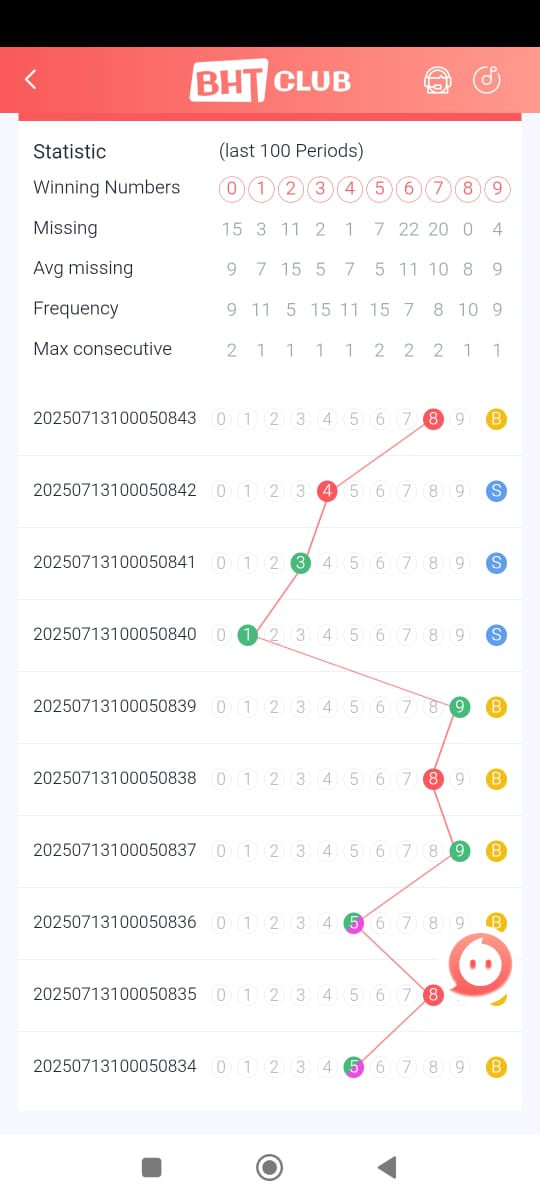 BHT CLUB
Statistic (last 100 Periods)
Winning Numbers 0 1 2 3 4 5 6 7 8 9
Missing 15 3 11 2 1 7 22 20 0 4
Avg missing 9 7 15 5 7 5 11 10 8 9
Frequency 9 11 5 15 11 15 7 8 10 9
Max consecutive 2 1 1 1 1 2 2 2 1 1
20250713100050843 0 1 2 3 4 5 6 7 8 9 B
20250713100050842 0 1 2 3 4 5 6 7 8 9 S
20250713100050841 0 1 2 3 4 5 6 7 8 9 S
20250713100050840 0 1 2 3 4 5 6 7 8 9 S
20250713100050839 0 1 2 3 4 5 6 7 8 9 B
20250713100050838 0 1 2 3 4 5 6 7 8 9 B
20250713100050837 0 1 2 3 4 5 6 7 8 9 B
20250713100050836 0 1 2 3 4 5 6 7 8 9 B
20250713100050835 0 1 2 3 4 5 6 7 8
20250713100050834 0 1 2 3 4 5 6 7 8 9 B